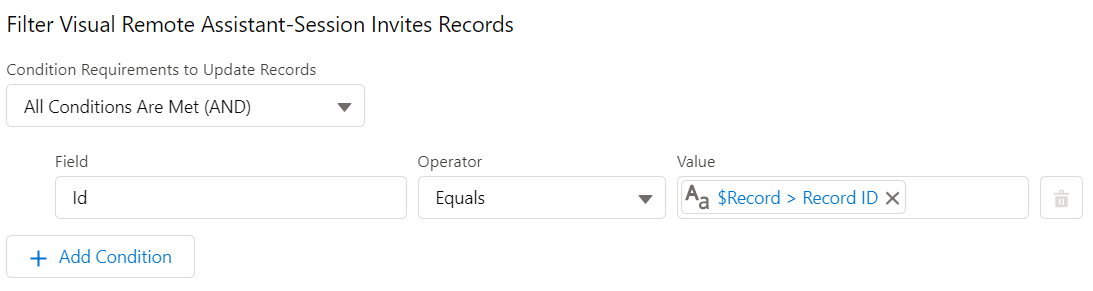 Filter Visual Remote Assistant-Session Invites Records
Condition Requirements to Update Records
All Conditions Are Met (AND)
Field Operator Value
Id Equals Aa $Record > Record ID
+ Add Condition